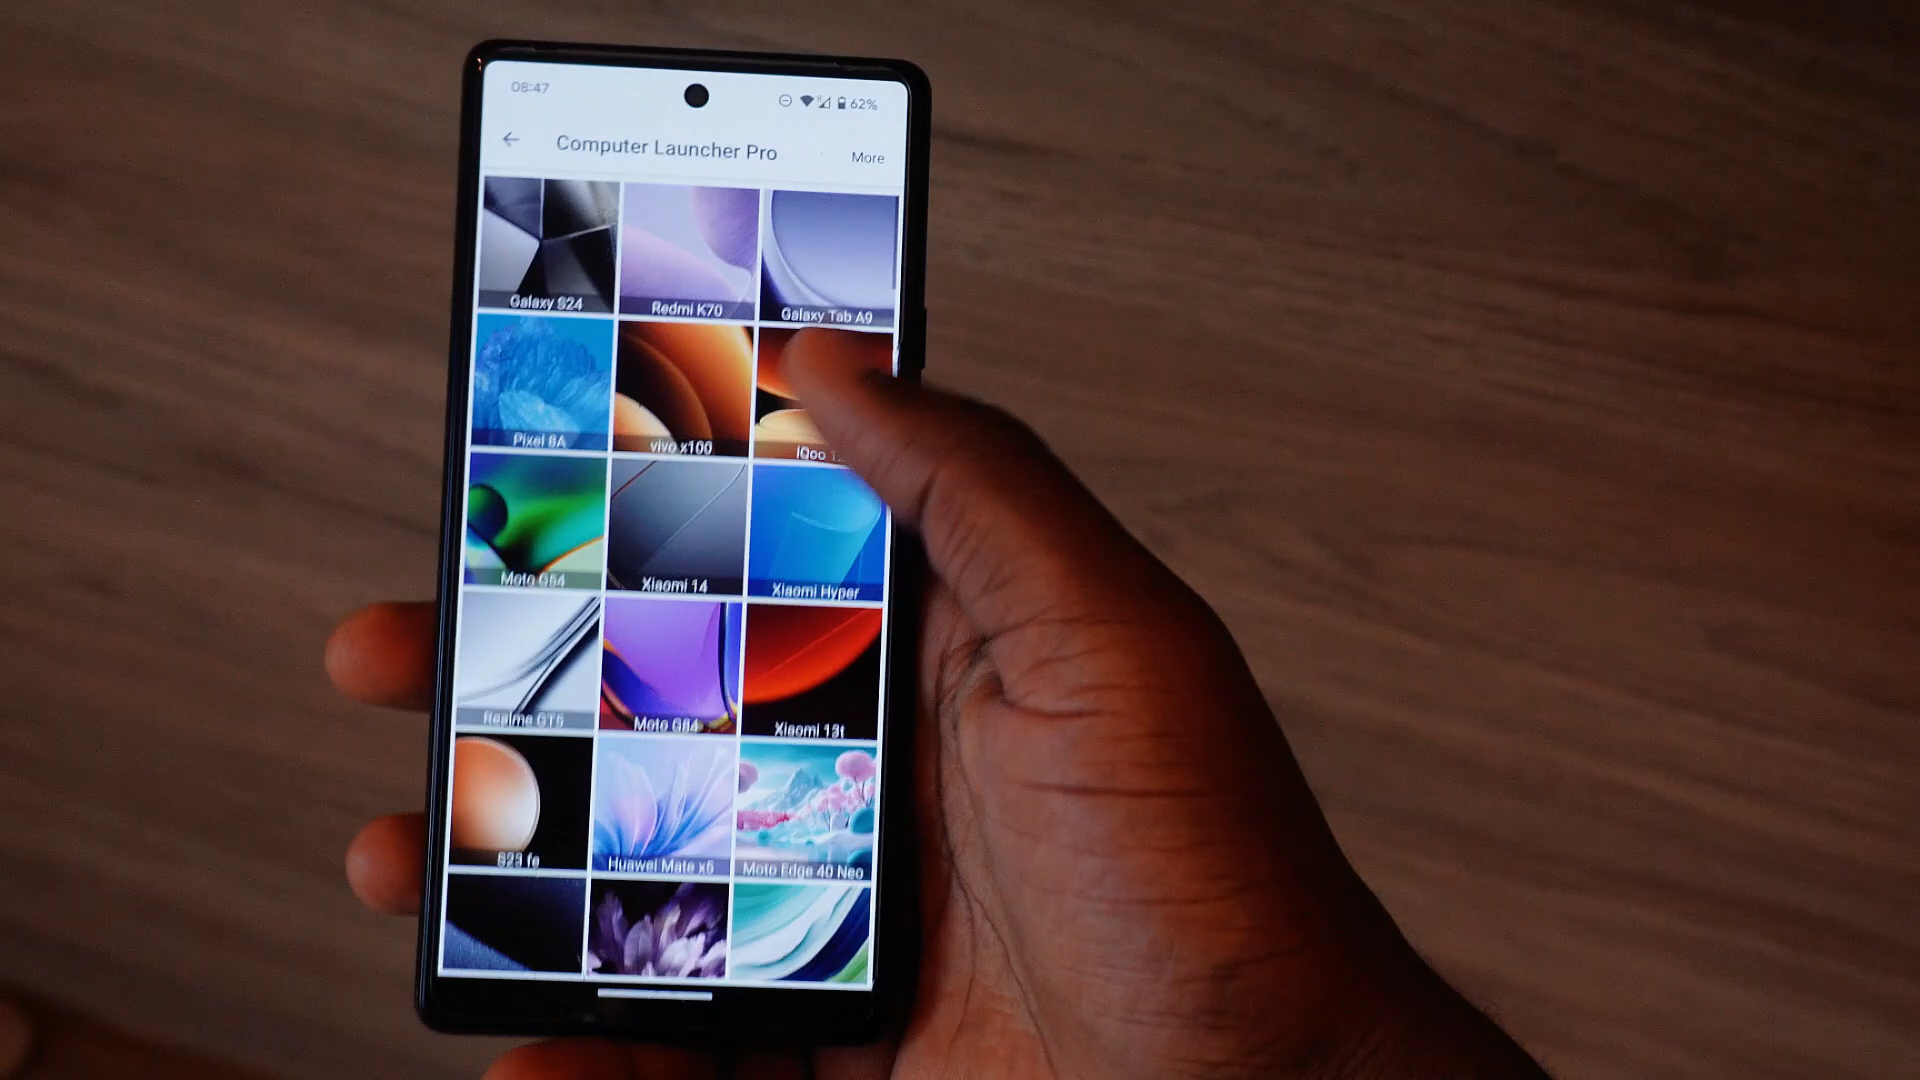 08:47
62%
Computer Launcher Pro
More
Galaxy S24
Redmi K70
Galaxy Tab A9
Pixel 8A
vivo x100
iQoo
Moto G54
Xiaomi 14
Xiaomi Hyper
Realme GT5
Moto G84
Xiaomi 13t
S23 fe
Huawei Mate x5
Moto Edge 40 Neo